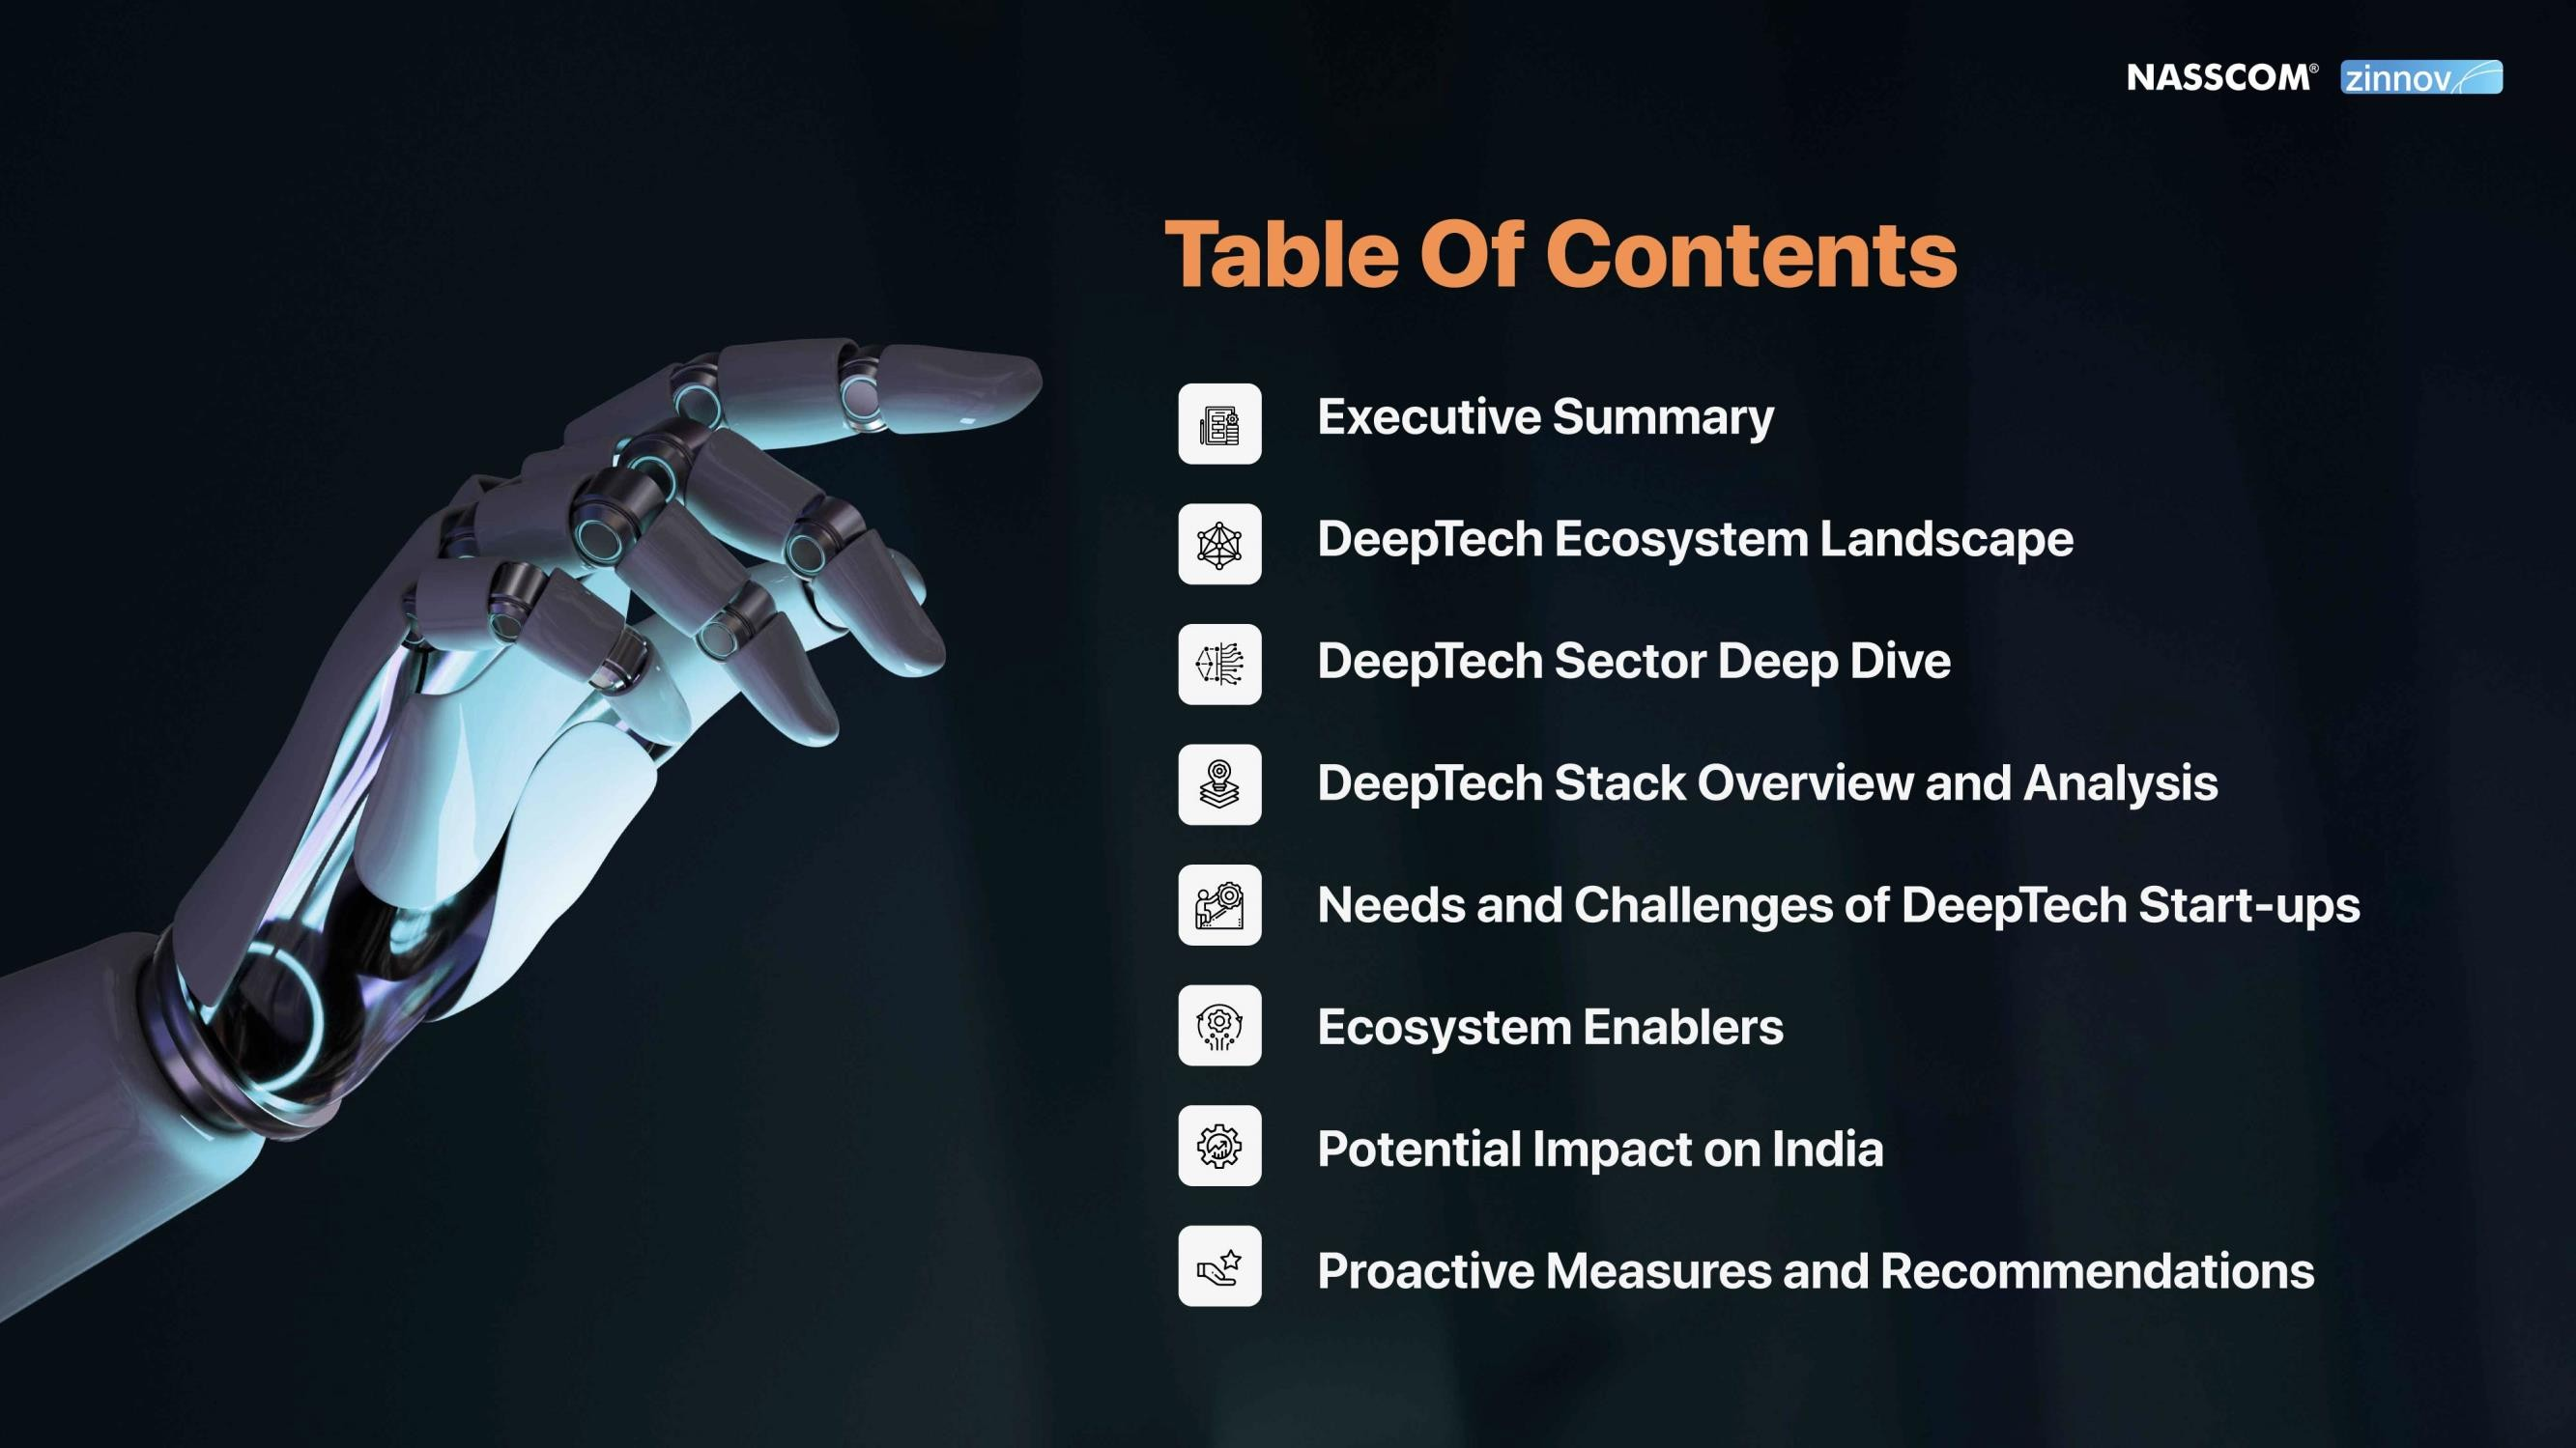 NASSCOM® zinnov
Table Of Contents
Executive Summary
DeepTech Ecosystem Landscape
DeepTech Sector Deep Dive
DeepTech Stack Overview and Analysis
Needs and Challenges of DeepTech Start-ups
Ecosystem Enablers
Potential Impact on India
Proactive Measures and Recommendations